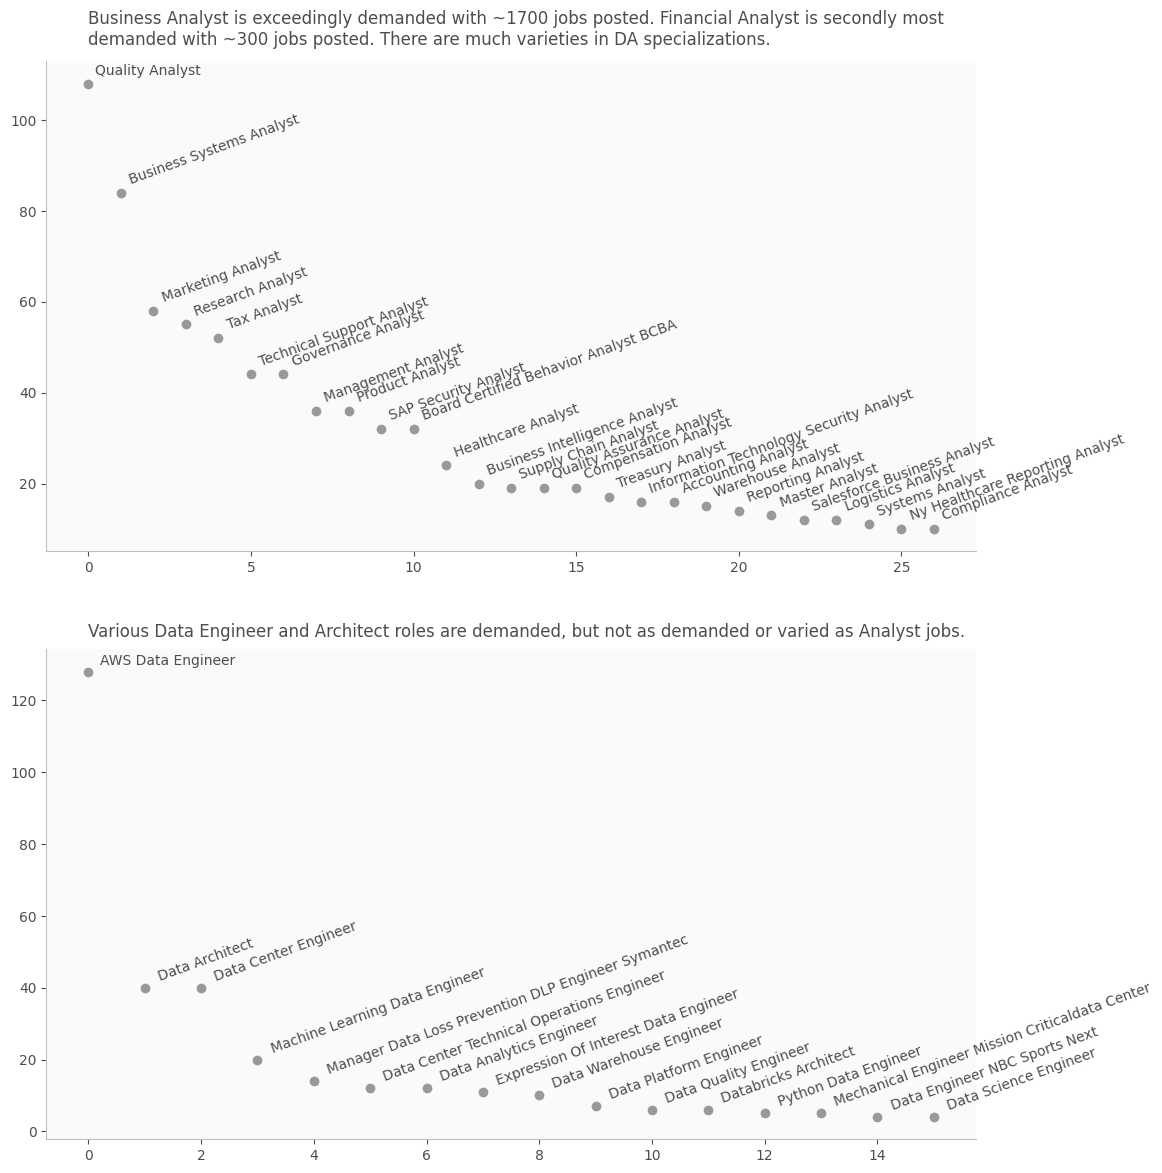 Business Analyst is exceedingly demanded with ~1700 jobs posted. Financial Analyst is secondly most
demanded with ~300 jobs posted. There are much varieties in DA specializations.
Quality Analyst
100
Business Systems Analyst
80
Marketing Analyst
Research Analyst
Tax Analyst
60
Technical Support Analyst
Governance Analyst
Management Analyst
Product Analyst
SAP Security Analyst
Board Certified Behavior Analyst BCBA
40
Healthcare Analyst
Business Intelligence Analyst
Supply Chain Analyst
Quality Assurance Analyst
Compensation Analyst
Treasury Analyst
Information Technology Security Analyst
Accounting Analyst
Warehouse Analyst
Reporting Analyst
Master Analyst
Salesforce Business Analyst
Logistics Analyst
Systems Analyst
Ny Healthcare Reporting Analyst
Compliance Analyst
20
0 5 10 15 20 25
Various Data Engineer and Architect roles are demanded, but not as demanded or varied as Analyst jobs.
AWS Data Engineer
120
100
80
60
Data Architect
Data Center Engineer
40
Machine Learning Data Engineer
Manager Data Loss Prevention DLP Engineer Symantec
Data Center Technical Operations Engineer
Data Analytics Engineer
Expression Of Interest Data Engineer
Data Warehouse Engineer
Data Platform Engineer
Data Quality Engineer
Databricks Architect
Python Data Engineer
Mechanical Engineer Mission Criticaldata Center
Data Engineer NBC Sports Next
Data Science Engineer
20
0
0 2 4 6 8 10 12 14